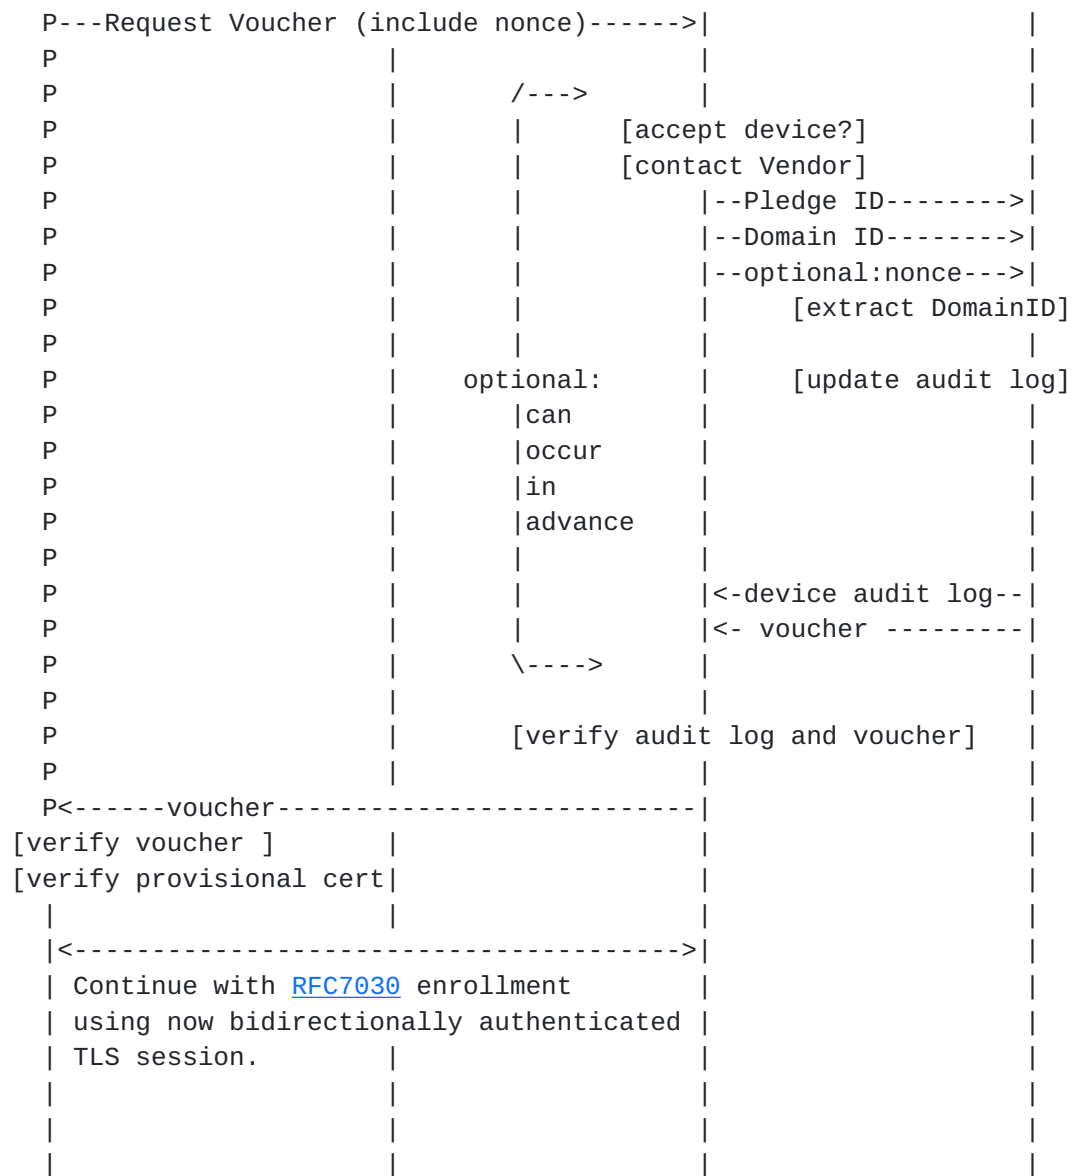 P---Request Voucher (include nonce)------>|                     |
P                      |                   |                     |
P                      |       /--->       |                     |
P                      |       |      [accept device?]           |
P                      |       |      [contact Vendor]           |
P                      |       |           |--Pledge ID-------->|
P                      |       |           |--Domain ID-------->|
P                      |       |           |--optional:nonce--->|
P                      |       |           |     [extract DomainID]
P                      |       |           |                    |
P                      |    optional:      |     [update audit log]
P                      |       |can        |                    |
P                      |       |occur      |                    |
P                      |       |in         |                    |
P                      |       |advance    |                    |
P                      |       |           |                    |
P                      |       |           |<-device audit log--|
P                      |       |           |<- voucher ---------|
P                      |       \---->      |                    |
P                      |                   |                    |
P                      |       [verify audit log and voucher]   |
P                      |                   |                    |
P<------voucher---------------------------|                    |
[verify voucher ]        |                   |                    |
[verify provisional cert|                   |                    |
|                      |                   |                    |
|<--------------------------------------->|                    |
| Continue with RFC7030 enrollment        |                    |
| using now bidirectionally authenticated |                    |
| TLS session.         |                   |                    |
|                      |                   |                    |
|                      |                   |                    |
|                      |                   |                    |